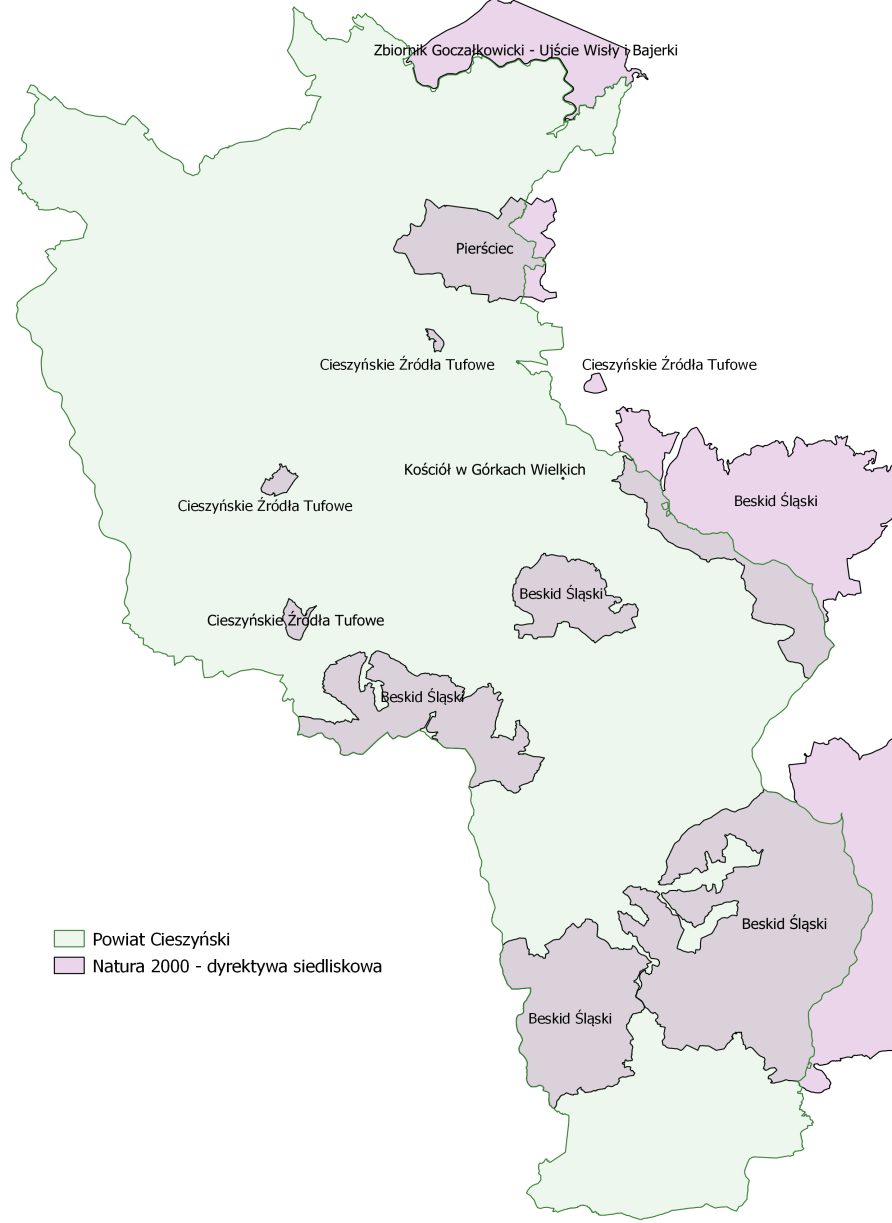 Zbiornik Goczałkowicki - Ujście Wisły i Bajerki
Pierściec
Cieszyńskie Źródła Tufowe
Cieszyńskie Źródła Tufowe
Kościół w Górkach Wielkich
Beskid Śląski
Cieszyńskie Źródła Tufowe
Beskid Śląski
Cieszyńskie Źródła Tufowe
Beskid Śląski
Beskid Śląski
Powiat Cieszyński
Natura 2000 - dyrektywa siedliskowa
Beskid Śląski